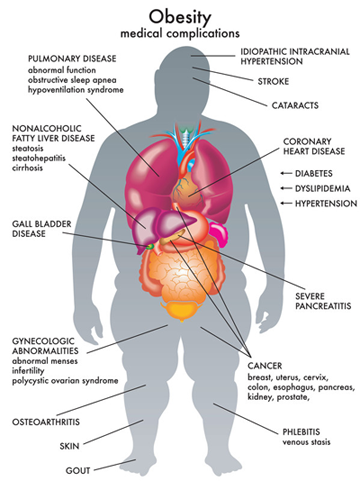 Obesity
medical complications
PULMONARY DISEASE
abnormal function
obstructive sleep apnea
hypoventilation syndrome
IDIOPATHIC INTRACRANIAL
HYPERTENSION
STROKE
CATARACTS
NONALCOHOLIC
FATTY LIVER DISEASE
steatosis
steatohepatitis
cirrhosis
CORONARY
HEART DISEASE
DIABETES
DYSLIPIDEMIA
HYPERTENSION
GALL BLADDER
DISEASE
SEVERE
PANCREATITIS
GYNECOLOGIC
ABNORMALITIES
abnormal menses
infertility
polycystic ovarian syndrome
CANCER
breast, uterus, cervix,
colon, esophagus, pancreas,
kidney, prostate,
OSTEOARTHRITIS
PHLEBITIS
venous stasis
SKIN
GOUT